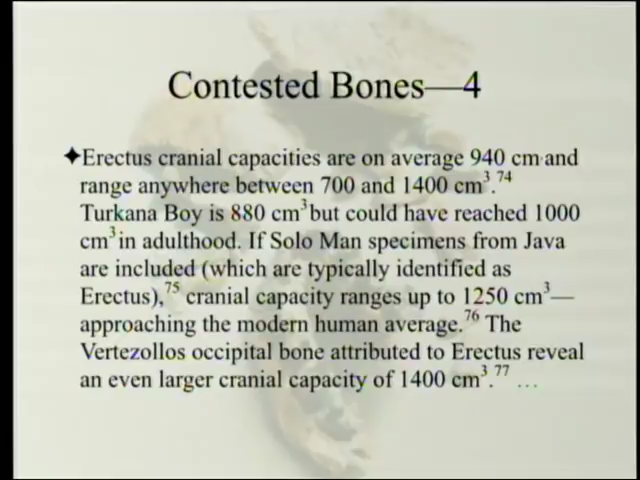 Contested Bones—4
✦Erectus cranial capacities are on average 940 cm and
range anywhere between 700 and 1400 cm³.⁷⁴
Turkana Boy is 880 cm³ but could have reached 1000
cm³ in adulthood. If Solo Man specimens from Java
are included (which are typically identified as
Erectus),⁷⁵ cranial capacity ranges up to 1250 cm³—
approaching the modern human average.⁷⁶ The
Vertezollos occipital bone attributed to Erectus reveal
an even larger cranial capacity of 1400 cm³.⁷⁷ …